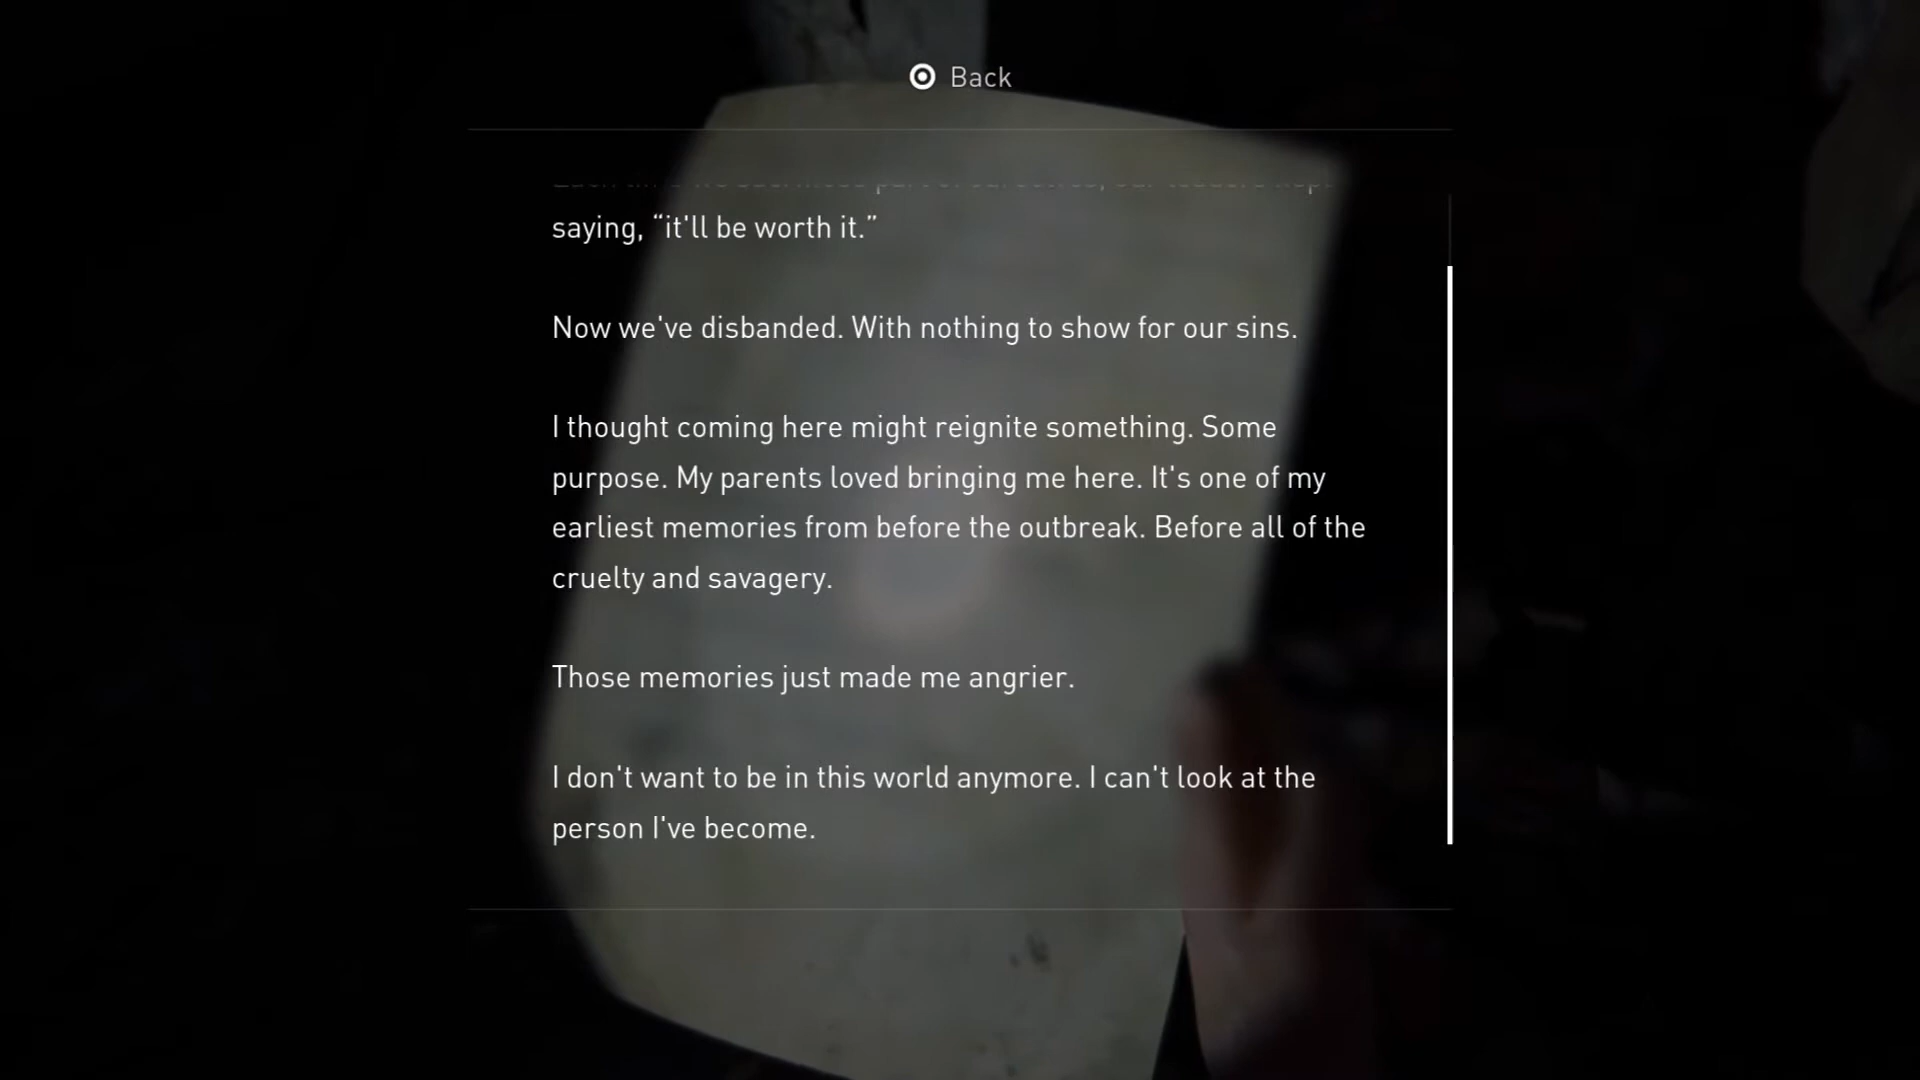 Back
saying, “it'll be worth it.”
Now we've disbanded. With nothing to show for our sins.
I thought coming here might reignite something. Some
purpose. My parents loved bringing me here. It's one of my
earliest memories from before the outbreak. Before all of the
cruelty and savagery.
Those memories just made me angrier.
I don't want to be in this world anymore. I can't look at the
person I've become.